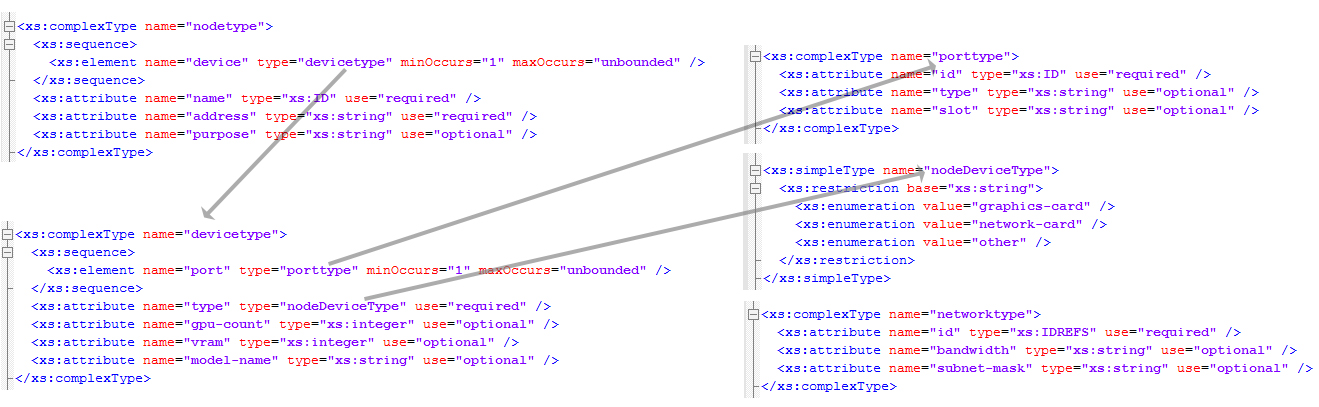 <xs:complexType name="nodetype">
<xs:sequence>
<xs:element name="device" type="devicetype" minOccurs="1" maxOccurs="unbounded" />
</xs:sequence>
<xs:attribute name="name" type="xs:ID" use="required" />
<xs:attribute name="address" type="xs:string" use="required" />
<xs:attribute name="purpose" type="xs:string" use="optional" />
</xs:complexType>
<xs:complexType name="devicetype">
<xs:sequence>
<xs:element name="port" type="porttype" minOccurs="1" maxOccurs="unbounded" />
</xs:sequence>
<xs:attribute name="type" type="nodeDeviceType" use="required" />
<xs:attribute name="gpu-count" type="xs:integer" use="optional" />
<xs:attribute name="vram" type="xs:integer" use="optional" />
<xs:attribute name="model-name" type="xs:string" use="optional" />
</xs:complexType>
<xs:complexType name="porttype">
<xs:attribute name="id" type="xs:ID" use="required" />
<xs:attribute name="type" type="xs:string" use="optional" />
<xs:attribute name="slot" type="xs:string" use="optional" />
</xs:complexType>
<xs:simpleType name="nodeDeviceType">
<xs:restriction base="xs:string">
<xs:enumeration value="graphics-card" />
<xs:enumeration value="network-card" />
<xs:enumeration value="other" />
</xs:restriction>
</xs:simpleType>
<xs:complexType name="networktype">
<xs:attribute name="id" type="xs:IDREFS" use="required" />
<xs:attribute name="bandwidth" type="xs:string" use="optional" />
<xs:attribute name="subnet-mask" type="xs:string" use="optional" />
</xs:complexType>